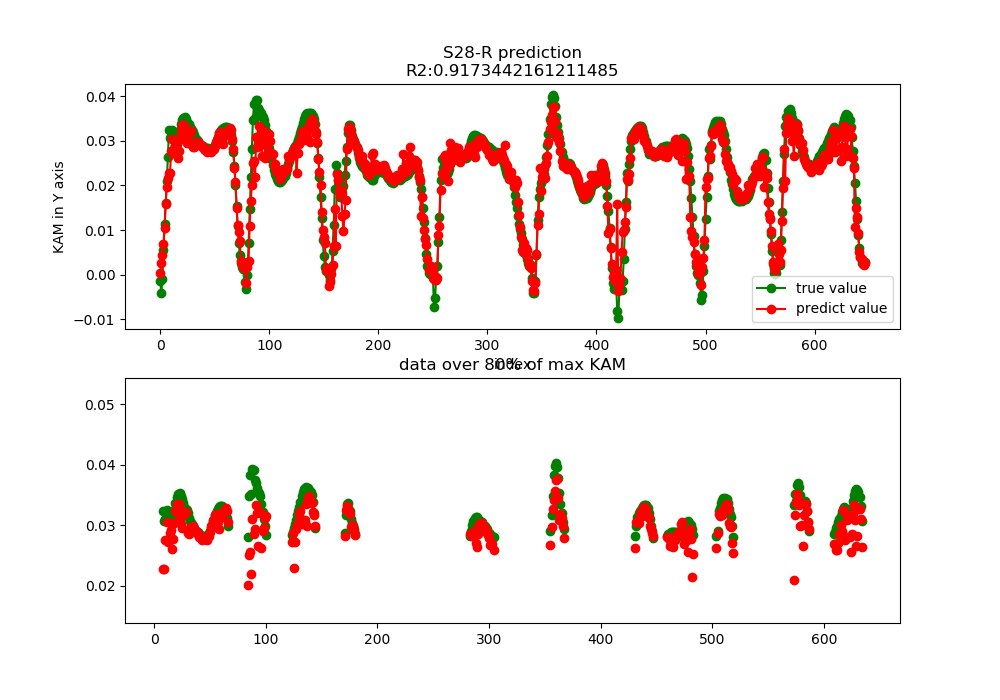 S28-R prediction
R2:0.9173442161211485
KAM in Y axis
0.04
0.03
0.02
0.01
0.00
−0.01
0 100 200 300 400 500 600
true value
predict value
index
data over 80% of max KAM
0.05
0.04
0.03
0.02
0 100 200 300 400 500 600